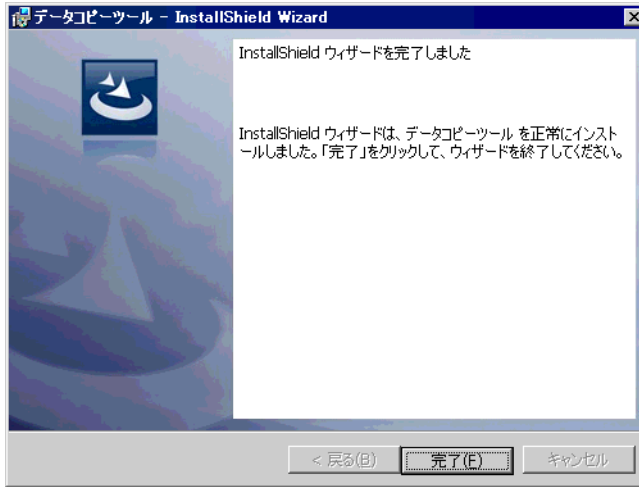 データコピーツール - InstallShield Wizard
InstallShield ウィザードを完了しました
InstallShield ウィザードは、データコピーツール を正常にインスト
ールしました。「完了」をクリックして、ウィザードを終了してください。
< 戻る(B)
完了(F)
キャンセル